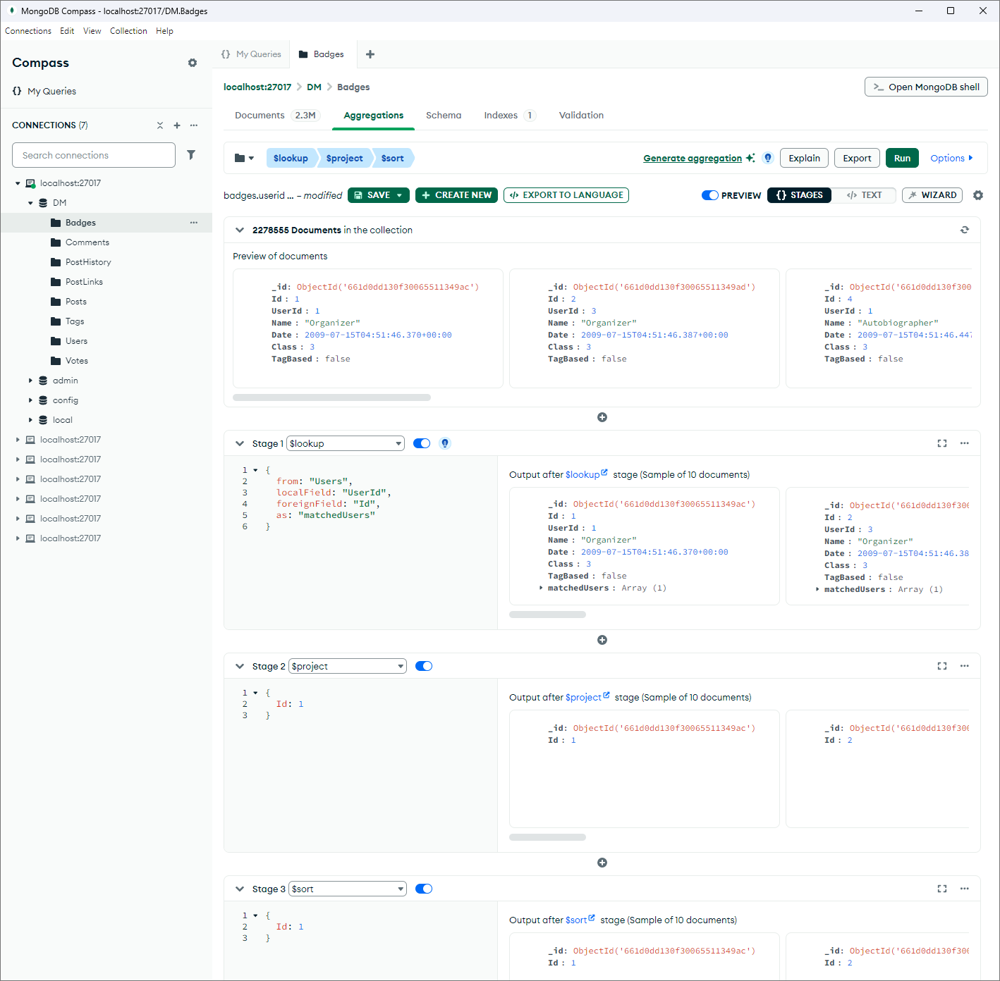 MongoDB Compass - localhost:27017/DM.Badges
Connections Edit View Collection Help
Compass
{} My Queries
CONNECTIONS (7)
Search connections
localhost:27017
DM
Badges
Comments
PostHistory
PostLinks
Posts
Tags
Users
Votes
admin
config
local
localhost:27017
localhost:27017
localhost:27017
localhost:27017
localhost:27017
localhost:27017
{} My Queries Badges
localhost:27017 > DM > Badges
>_ Open MongoDB shell
Documents 2.3M Aggregations Schema Indexes 1 Validation
$lookup $project $sort
Generate aggregation Explain Export Run Options
badges.userid ... – modified SAVE + CREATE NEW </> EXPORT TO LANGUAGE
PREVIEW {} STAGES </> TEXT WIZARD
2278555 Documents in the collection
Preview of documents
_id: ObjectId('661d0dd130f30065511349ac')
Id : 1
UserId : 1
Name : "Organizer"
Date : 2009-07-15T04:51:46.370+00:00
Class : 3
TagBased : false
_id: ObjectId('661d0dd130f30065511349ad')
Id : 2
UserId : 3
Name : "Organizer"
Date : 2009-07-15T04:51:46.387+00:00
Class : 3
TagBased : false
_id: ObjectId('661d0dd130f300
Id : 4
UserId : 1
Name : "Autobiographer"
Date : 2009-07-15T04:51:46.447
Class : 3
TagBased : false
Stage 1 $lookup
1 {
2 from: "Users",
3 localField: "UserId",
4 foreignField: "Id",
5 as: "matchedUsers"
6 }
Output after $lookup stage (Sample of 10 documents)
_id: ObjectId('661d0dd130f30065511349ac')
Id : 1
UserId : 1
Name : "Organizer"
Date : 2009-07-15T04:51:46.370+00:00
Class : 3
TagBased : false
matchedUsers : Array (1)
_id: ObjectId('661d0dd130f300
Id : 2
UserId : 3
Name : "Organizer"
Date : 2009-07-15T04:51:46.38
Class : 3
TagBased : false
matchedUsers : Array (1)
Stage 2 $project
1 {
2 Id: 1
3 }
Output after $project stage (Sample of 10 documents)
_id: ObjectId('661d0dd130f30065511349ac')
Id : 1
_id: ObjectId('661d0dd130f300
Id : 2
Stage 3 $sort
1 {
2 Id: 1
3 }
Output after $sort stage (Sample of 10 documents)
_id: ObjectId('661d0dd130f30065511349ac')
Id : 1
_id: ObjectId('661d0dd130f300
Id : 2